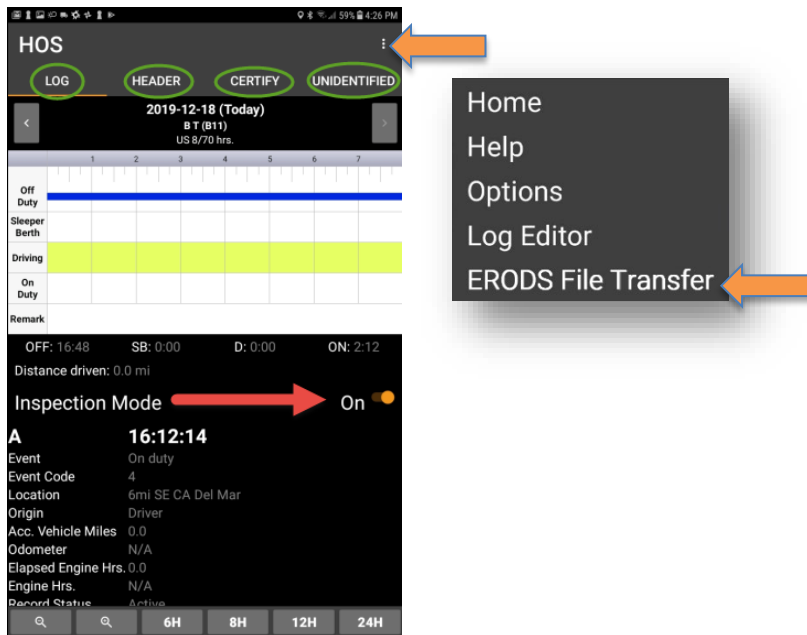 59% 4:26 PM
HOS
LOG HEADER CERTIFY UNIDENTIFIED
2019-12-18 (Today)
B T (B11)
US 8/70 hrs.
1 2 3 4 5 6 7
Off
Duty
Sleeper
Berth
Driving
On
Duty
Remark
OFF: 16:48 SB: 0:00 D: 0:00 ON: 2:12
Distance driven: 0.0 mi
Inspection Mode On
A 16:12:14
Event On duty
Event Code 4
Location 6mi SE CA Del Mar
Origin Driver
Acc. Vehicle Miles 0.0
Odometer N/A
Elapsed Engine Hrs. 0.0
Engine Hrs. N/A
Record Status Active
6H 8H 12H 24H
Home
Help
Options
Log Editor
ERODS File Transfer